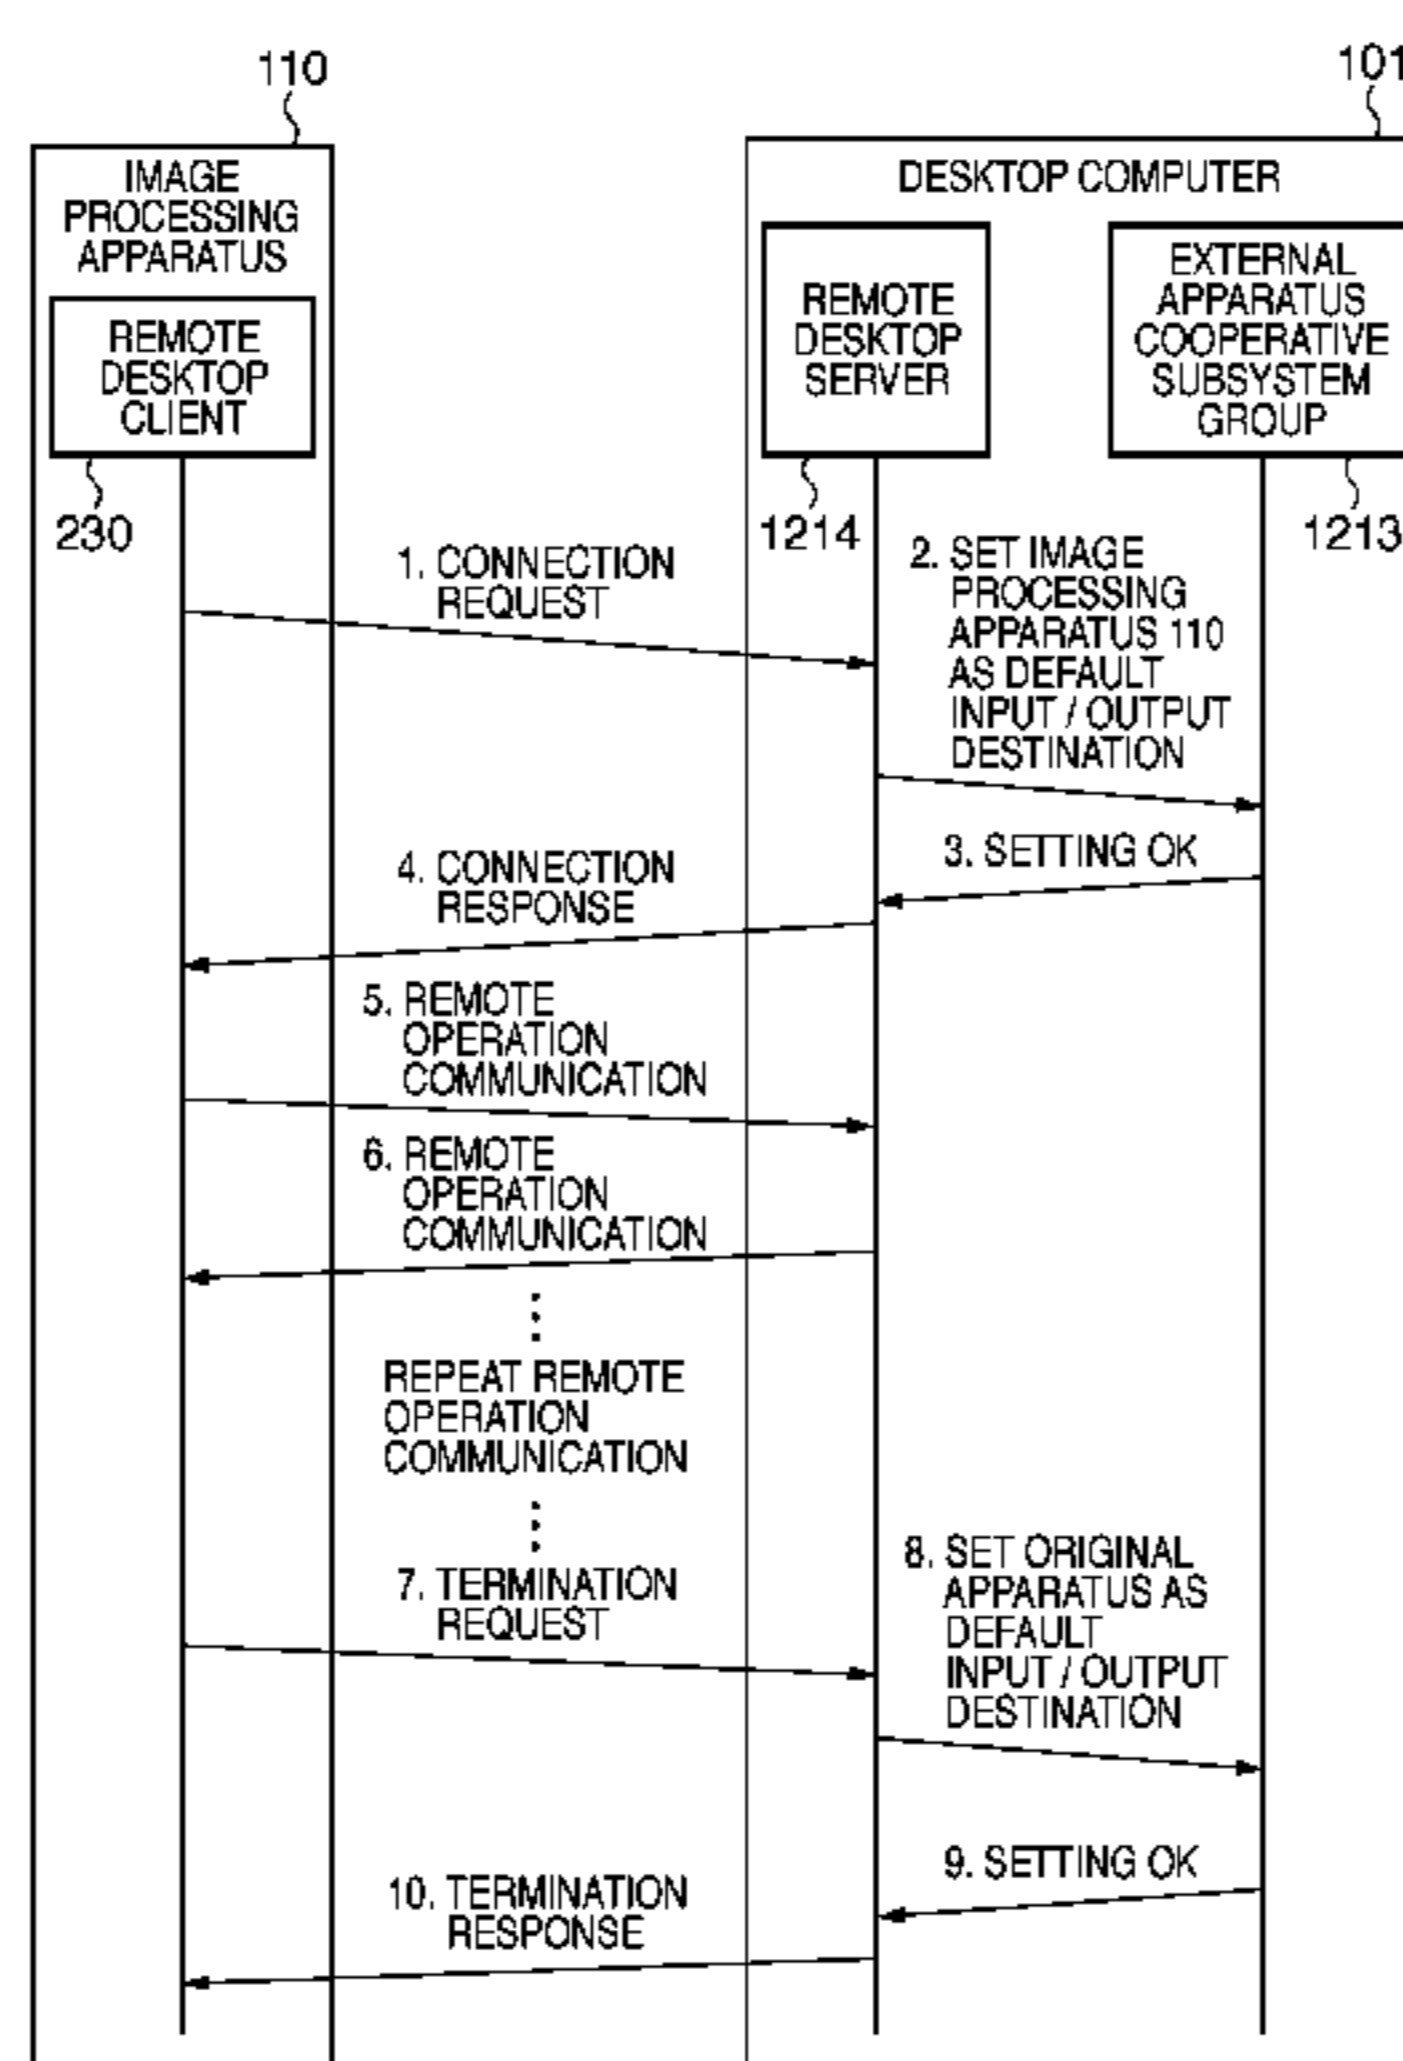 110
101
IMAGE
PROCESSING
APPARATUS
DESKTOP COMPUTER
REMOTE
DESKTOP
CLIENT
REMOTE
DESKTOP
SERVER
EXTERNAL
APPARATUS
COOPERATIVE
SUBSYSTEM
GROUP
230
1214
1213
1. CONNECTION
REQUEST
2. SET IMAGE
PROCESSING
APPARATUS 110
AS DEFAULT
INPUT / OUTPUT
DESTINATION
3. SETTING OK
4. CONNECTION
RESPONSE
5. REMOTE
OPERATION
COMMUNICATION
6. REMOTE
OPERATION
COMMUNICATION
REPEAT REMOTE
OPERATION
COMMUNICATION
7. TERMINATION
REQUEST
8. SET ORIGINAL
APPARATUS AS
DEFAULT
INPUT / OUTPUT
DESTINATION
9. SETTING OK
10. TERMINATION
RESPONSE